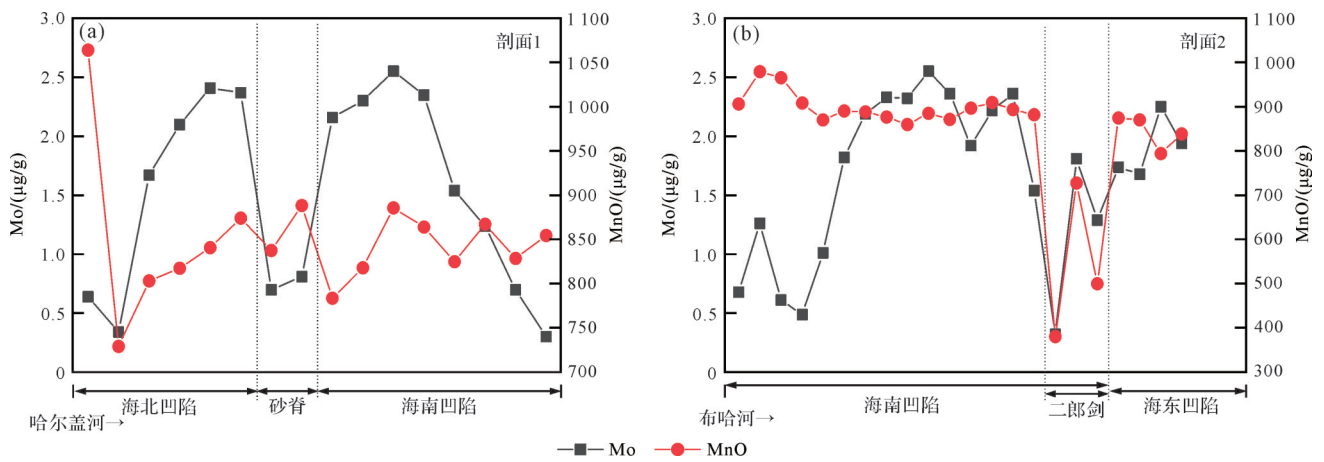 (a)
剖面1
Mo/(μg/g)
3.0
2.5
2.0
1.5
1.0
0.5
0
MnO/(μg/g)
1 100
1 050
1 000
950
900
850
800
750
700
海北凹陷
砂脊
海南凹陷
哈尔盖河→
(b)
剖面2
Mo/(μg/g)
3.0
2.5
2.0
1.5
1.0
0.5
0
MnO/(μg/g)
1 100
1 000
900
800
700
600
500
400
300
海南凹陷
二郎剑
海东凹陷
布哈河→
Mo
MnO